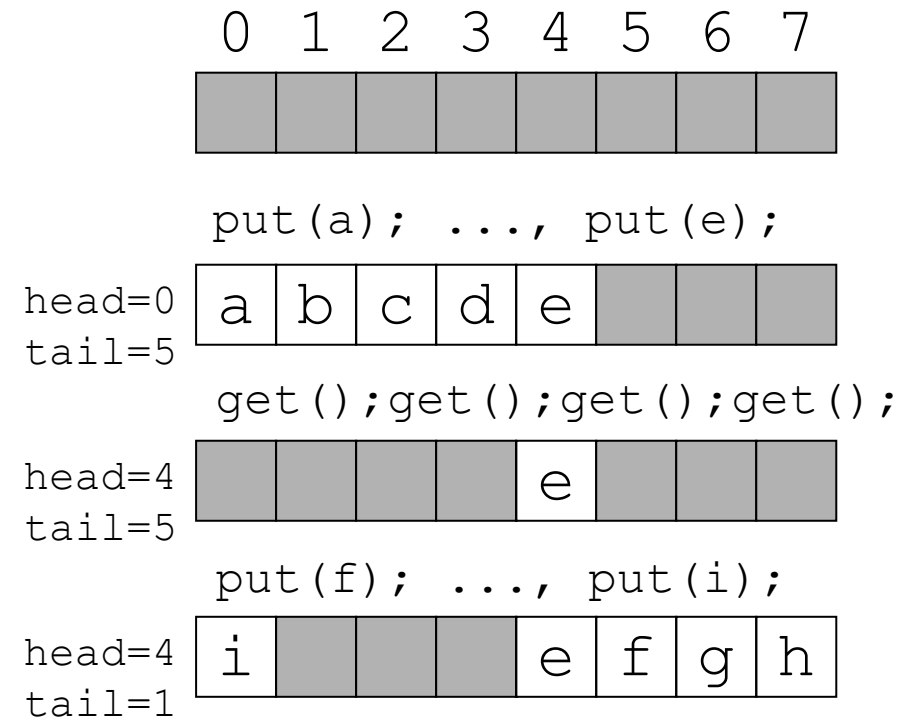 0 1 2 3 4 5 6 7
put(a); ..., put(e);
head=0 a b c d e
tail=5
get();get();get();get();
head=4 e
tail=5
put(f); ..., put(i);
head=4 i e f g h
tail=1